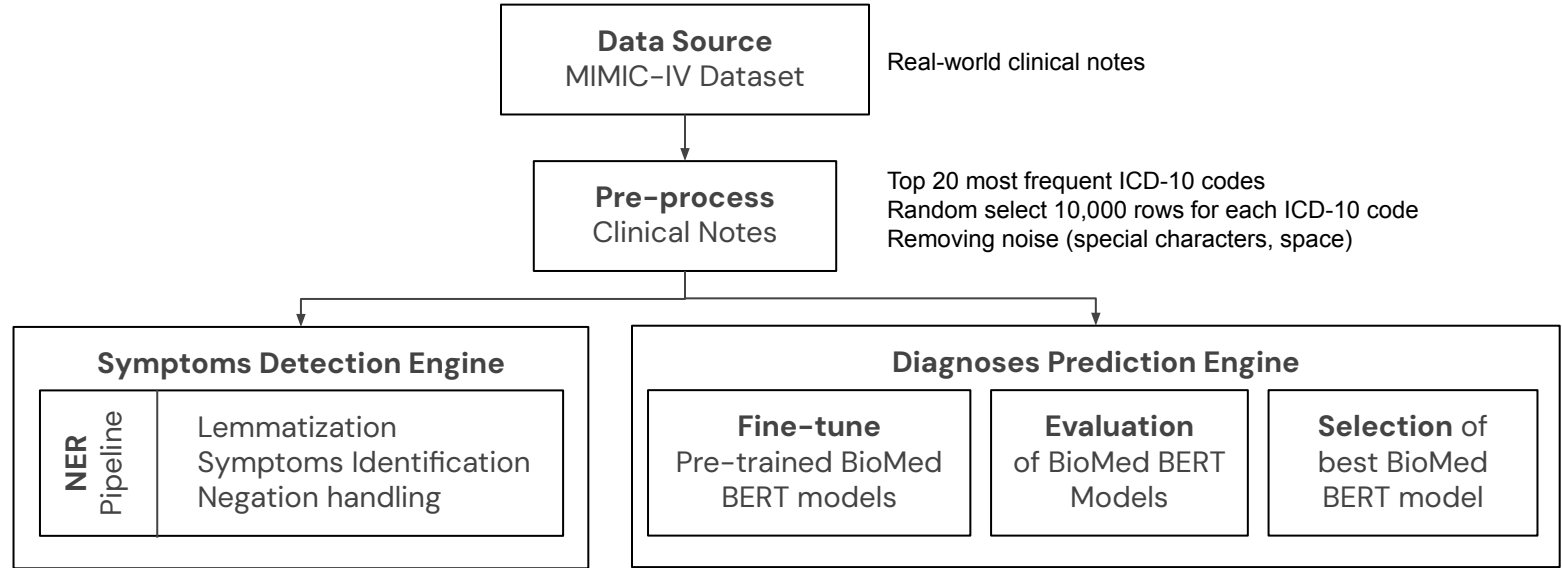 Data Source
MIMIC-IV Dataset
Real-world clinical notes
Pre-process
Clinical Notes
Top 20 most frequent ICD-10 codes
Random select 10,000 rows for each ICD-10 code
Removing noise (special characters, space)
Symptoms Detection Engine
NER
Pipeline
Lemmatization
Symptoms Identification
Negation handling
Diagnoses Prediction Engine
Fine-tune
Pre-trained BioMed
BERT models
Evaluation
of BioMed BERT
Models
Selection of
best BioMed
BERT model